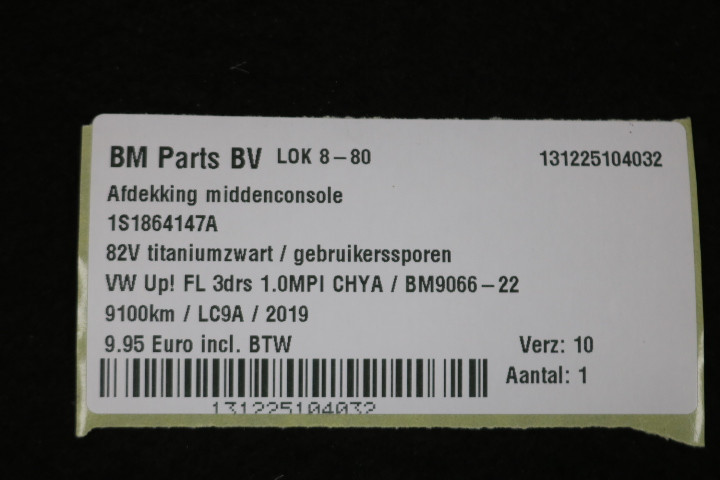 BM Parts BV LOK 8-80 131225104032
Afdekking middenconsole
1S1864147A
82V titaniumzwart / gebruikerssporen
VW Up! FL 3drs 1.0MPI CHYA / BM9066-22
9100km / LC9A / 2019
9.95 Euro incl. BTW Verz: 10
Aantal: 1
131225104032